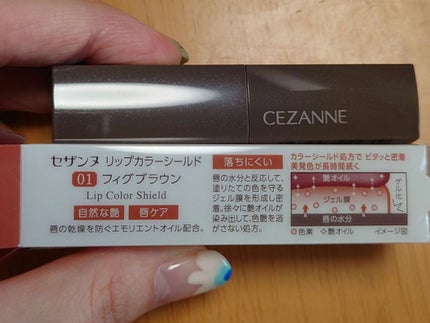 CEZANNE
セザンヌ リップカラーシールド
01 フィグブラウン
Lip Color Shield
自然な艶 唇ケア
唇の乾燥を防ぐエモリエントオイル配合。
落ちにくい
唇の水分と反応して、
塗りたての色を守る
ジェル膜を形成し密
着。徐々に艶オイルが
染み出して、色艶を逃
がさない処方。
カラーシールド処方で ピタッと密着
美発色が長時間続く
艶オイル
ジェル膜
唇の水分
ゲル化して
○色素 ◇艶オイル イメージ図